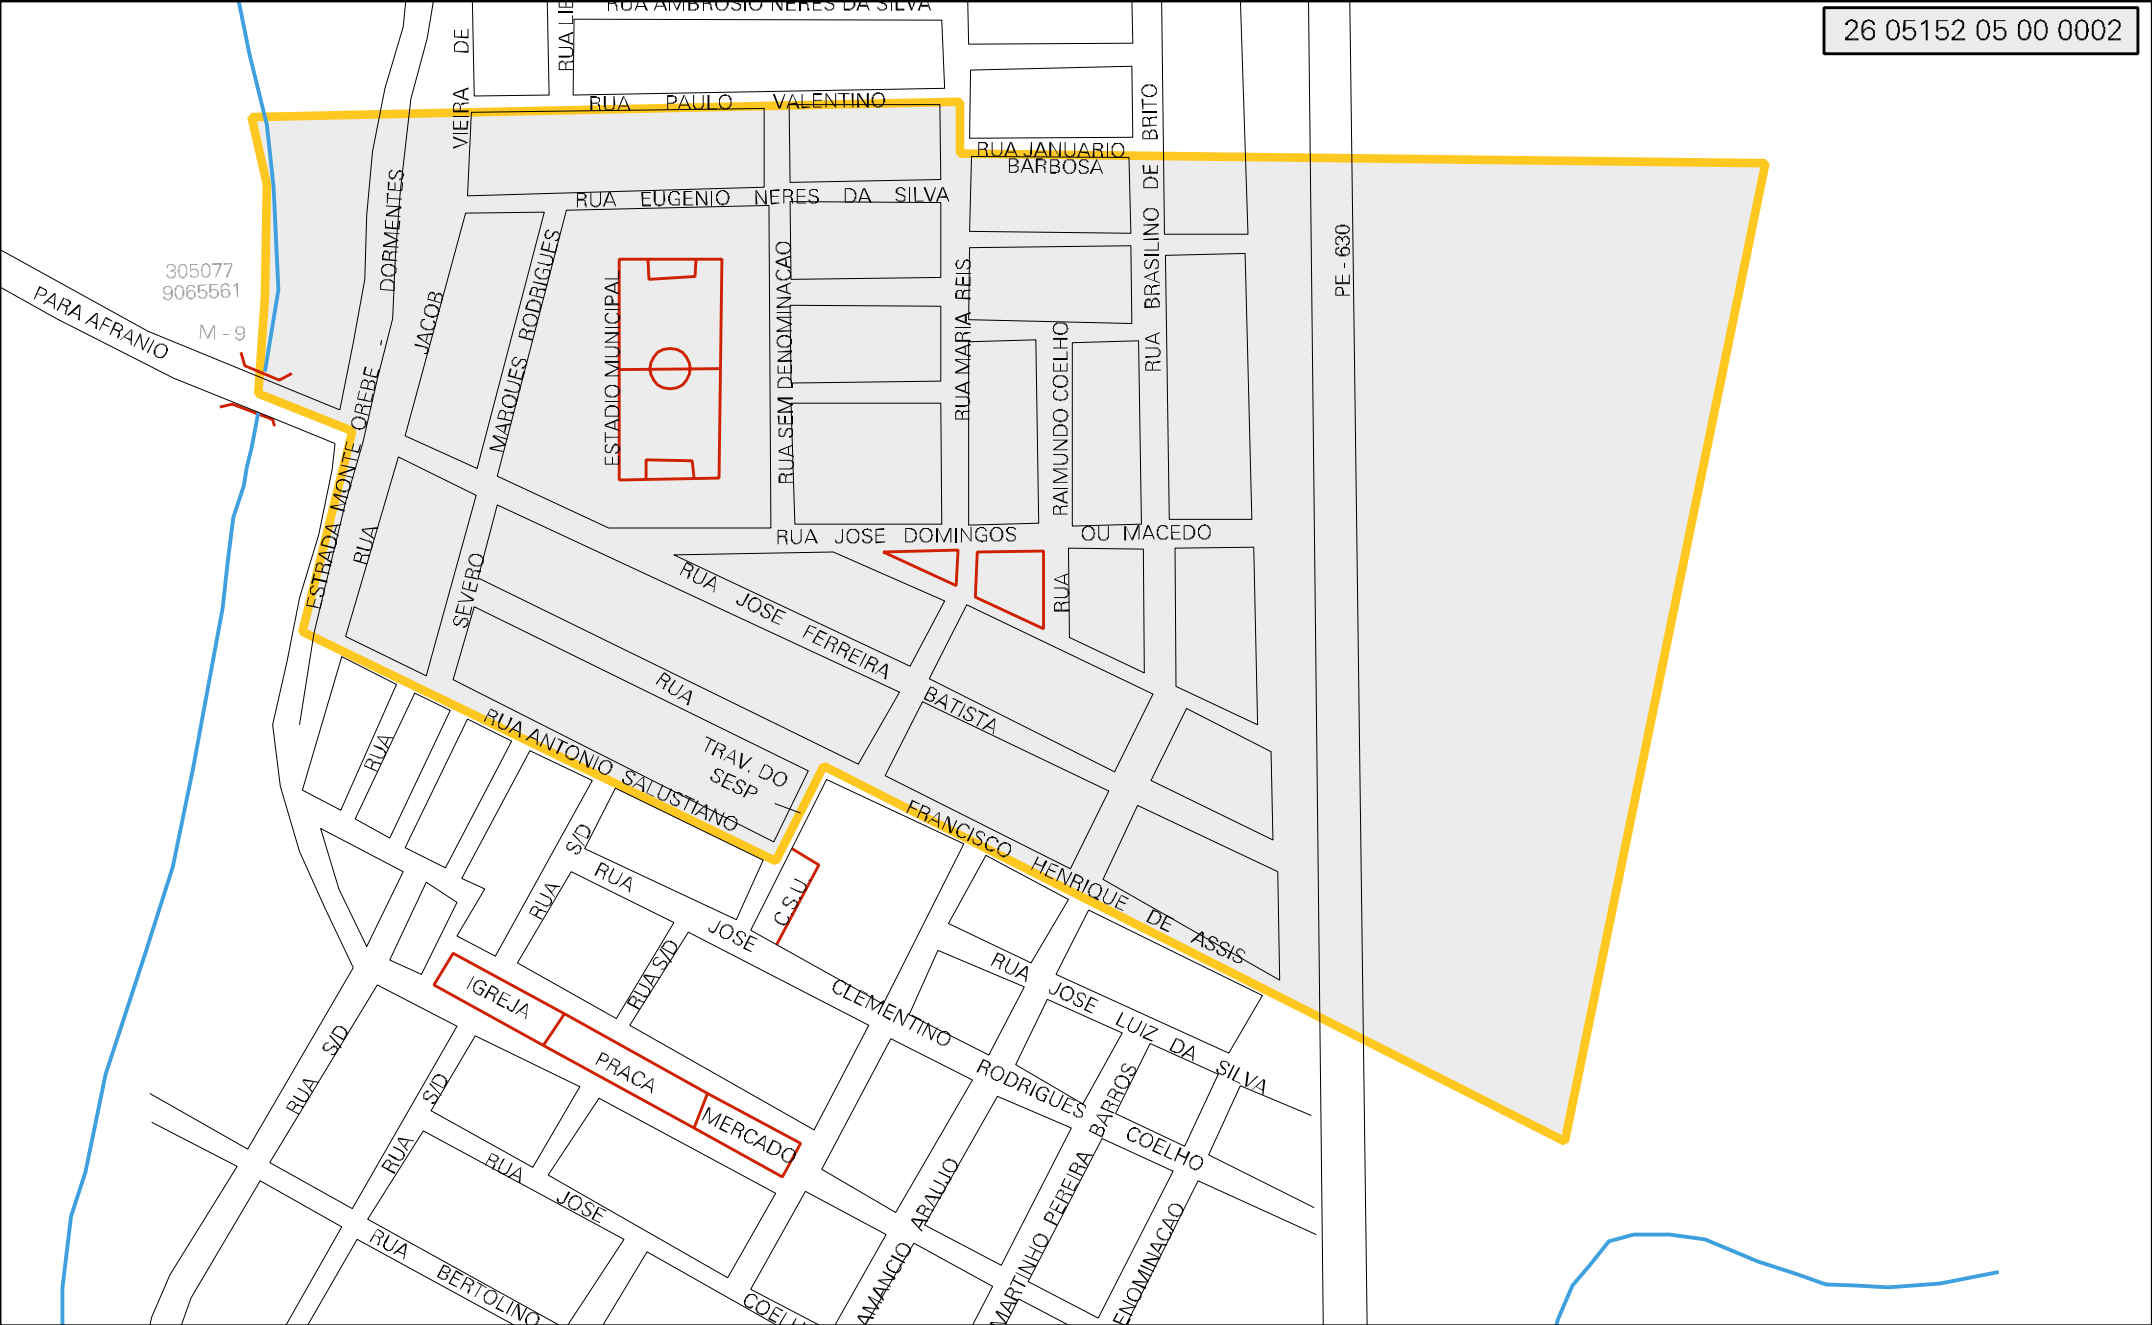 RUA AMBROSIO NERES DA SILVA
26 05152 05 00 0002
VIEIRA DE
RUA PAULO VALENTINO
RUA JANUARIO
BARBOSA
RUA BRASILINO DE BRITO
RUA EUGENIO NERES DA SILVA
PE - 630
305077
9065561
M - 9
PARA AFRANIO
ESTRADA MONTE OREBE - DORMENTES
RUA JACOB
SEVERO MARQUES RODRIGUES
ESTADIO MUNICIPAL
RUA SEM DENOMINACAO
RUA MARIA REIS
RUA RAIMUNDO COELHO
RUA JOSE DOMINGOS OU MACEDO
RUA JOSE FERREIRA
RUA BATISTA
RUA ANTONIO SALUSTIANO
TRAV. DO
SESP
FRANCISCO HENRIQUE DE ASSIS
RUA
RUA S/D
C.S.U.
RUA JOSE CLEMENTINO RODRIGUES COELHO
RUA S/D
RUA JOSE LUIZ DA SILVA
IGREJA
PRACA
MERCADO
RUA S/D
RUA S/D
RUA JOSE COELH
RUA BERTOLINO
AMANCIO ARAUJO
MARTINHO PEREIRA BARROS
ENOMINACAO